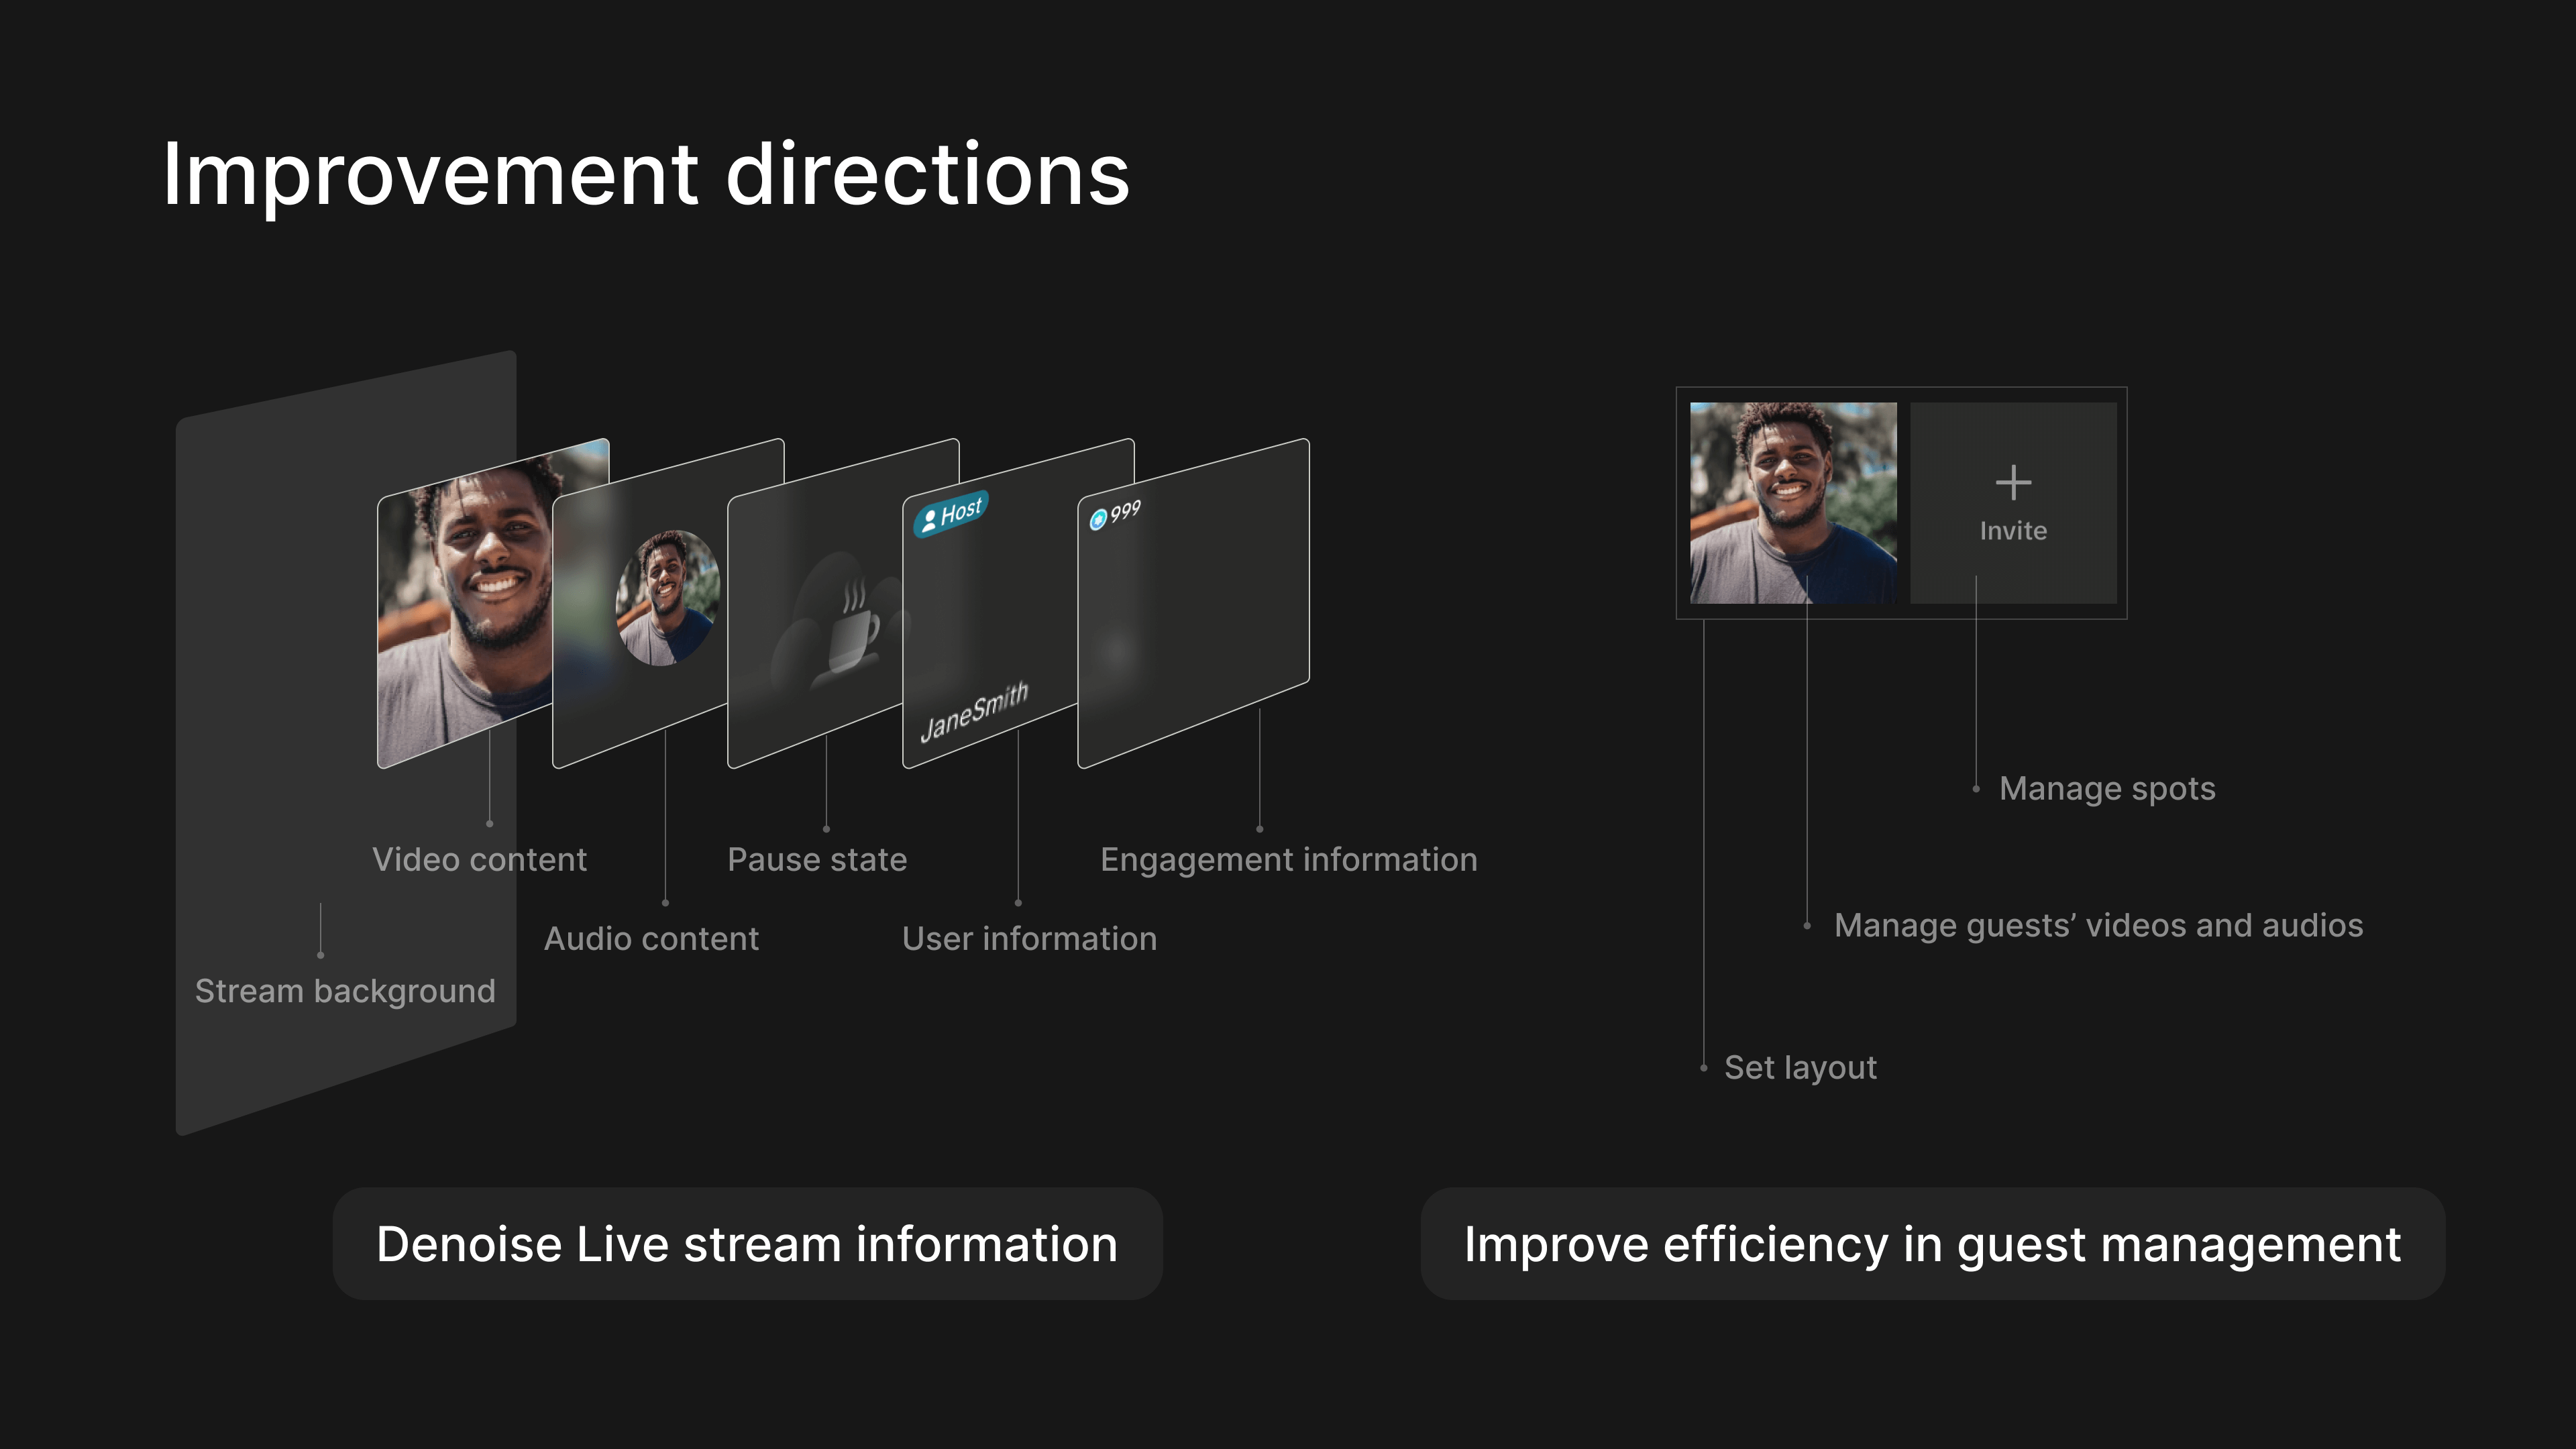 Improvement directions
Host
JaneSmith
999
Video content
Pause state
Engagement information
Audio content
User information
Stream background
Invite
Manage spots
Manage guests’ videos and audios
Set layout
Denoise Live stream information
Improve efficiency in guest management